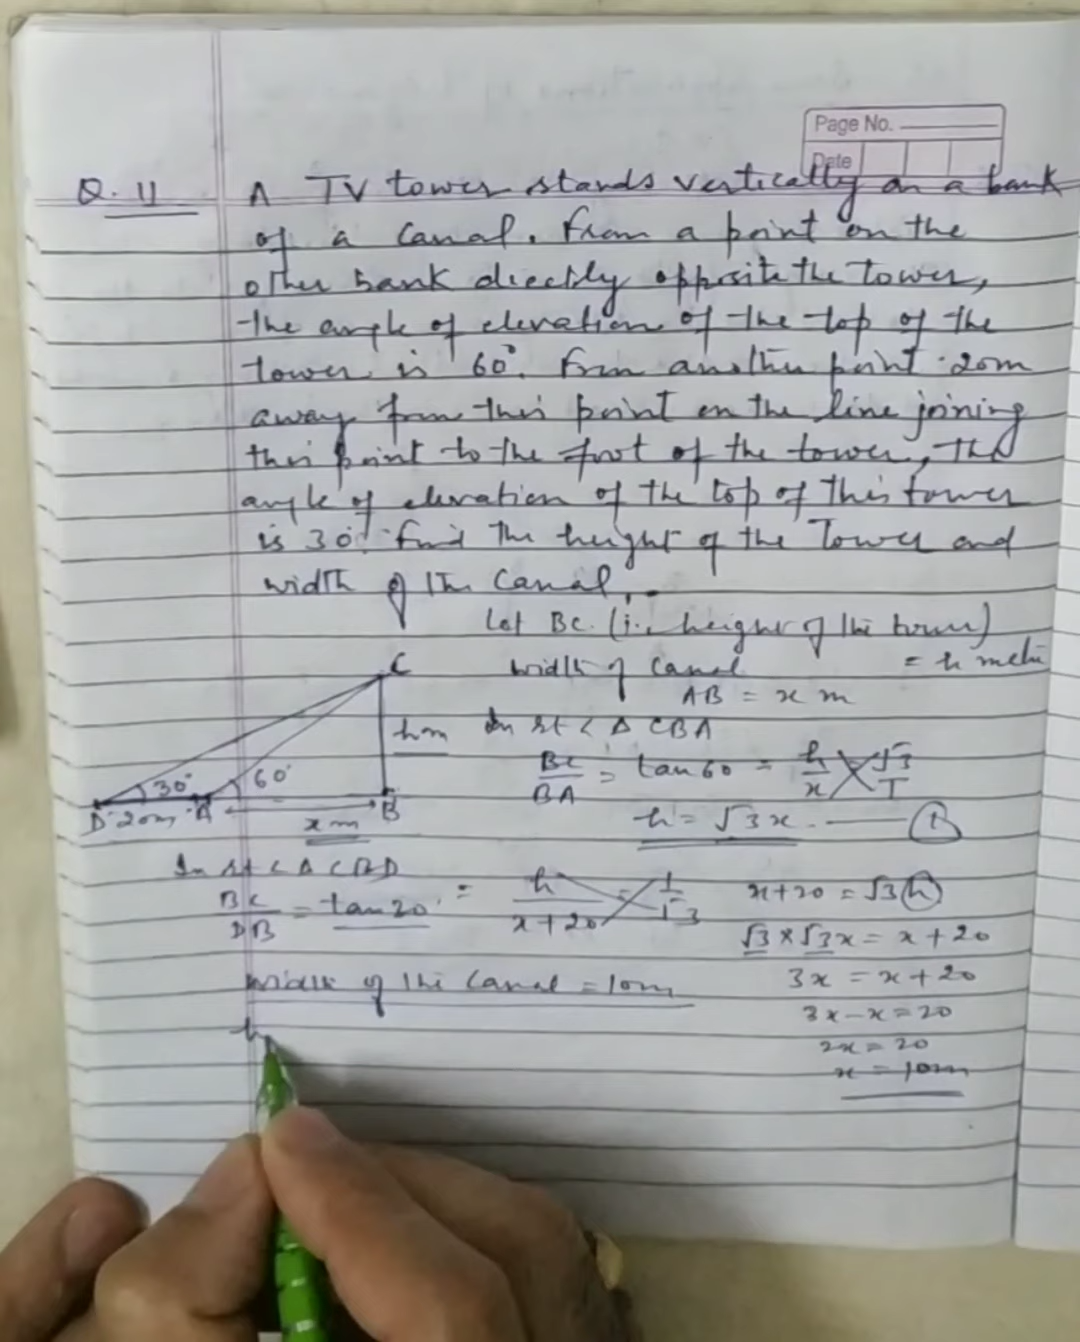 Page No.
Date
Q. 11 A TV tower stands vertically on a bank
of a canal. From a point on the
other bank directly opposite the tower,
the angle of elevation of the top of the
tower is 60°. From another point 20m
away from this point on the line joining
this point to the foot of the tower, the
angle of elevation of the top of this tower
is 30°. find the height of the Tower and
width of the canal.
Let BC (i.e. height of the tower)
= h metre
width of canal
AB = x m
In rt < Δ CBA
C
hm
30° 60°
D 20m A B
x m
BC/BA = tan 60 = h/x √3/1
h = √3x
In rt < Δ CBD
BC/DB = tan 20 = h/x+20 = 1/√3
x+20 = √3h
√3 x √3x = x + 20
3x = x + 20
3x - x = 20
2x = 20
x = 10m
Width of the canal = 10m
h